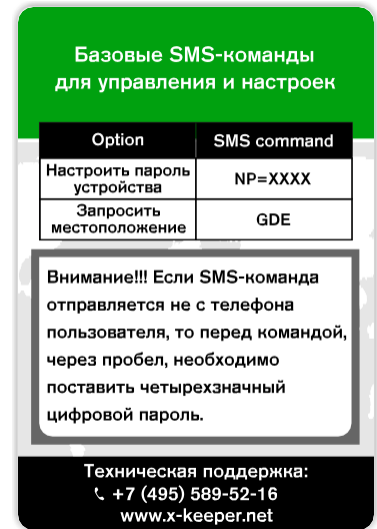 Базовые SMS-команды
для управления и настроек
Option SMS command
Настроить пароль
устройства
NP=XXXX
Запросить
местоположение
GDE
Внимание!!! Если SMS-команда
отправляется не с телефона
пользователя, то перед командой,
через пробел, необходимо
поставить четырехзначный
цифровой пароль.
Техническая поддержка:
+7 (495) 589-52-16
www.x-keeper.net